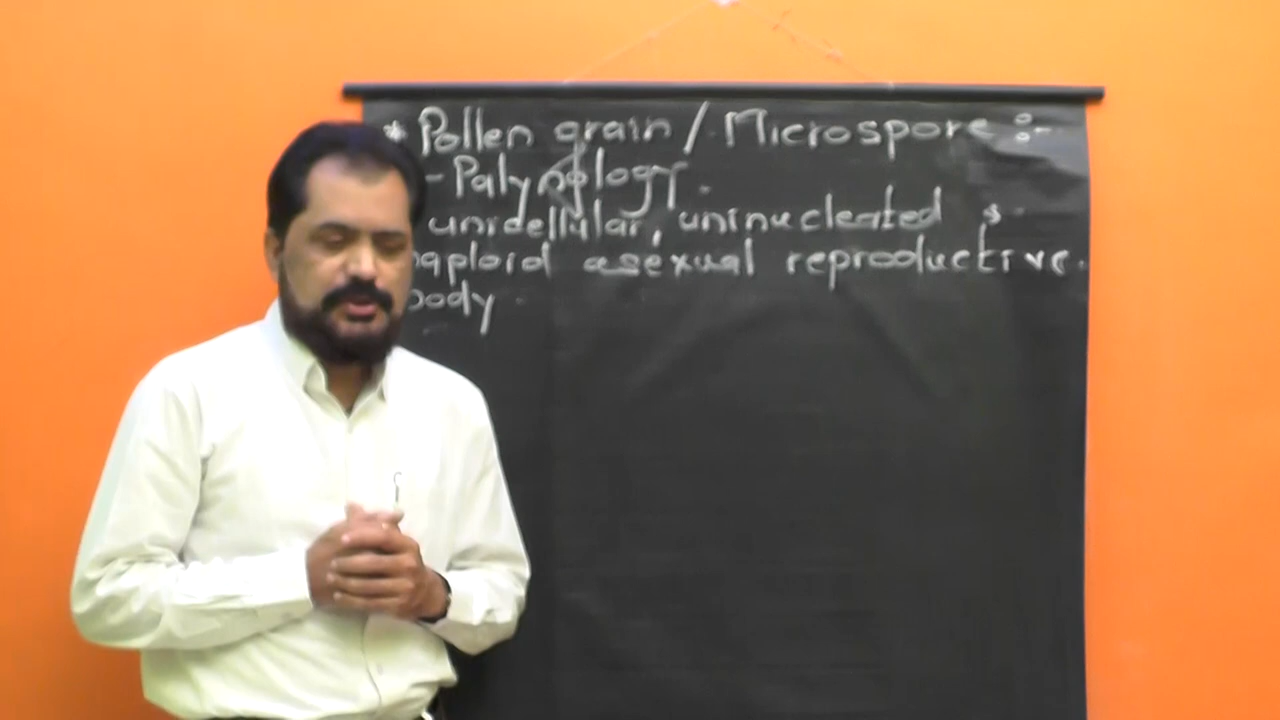 * Pollen grain / Microspore :-
- Palynology.
unicellular, uninucleated &
haploid asexual reproductive
body